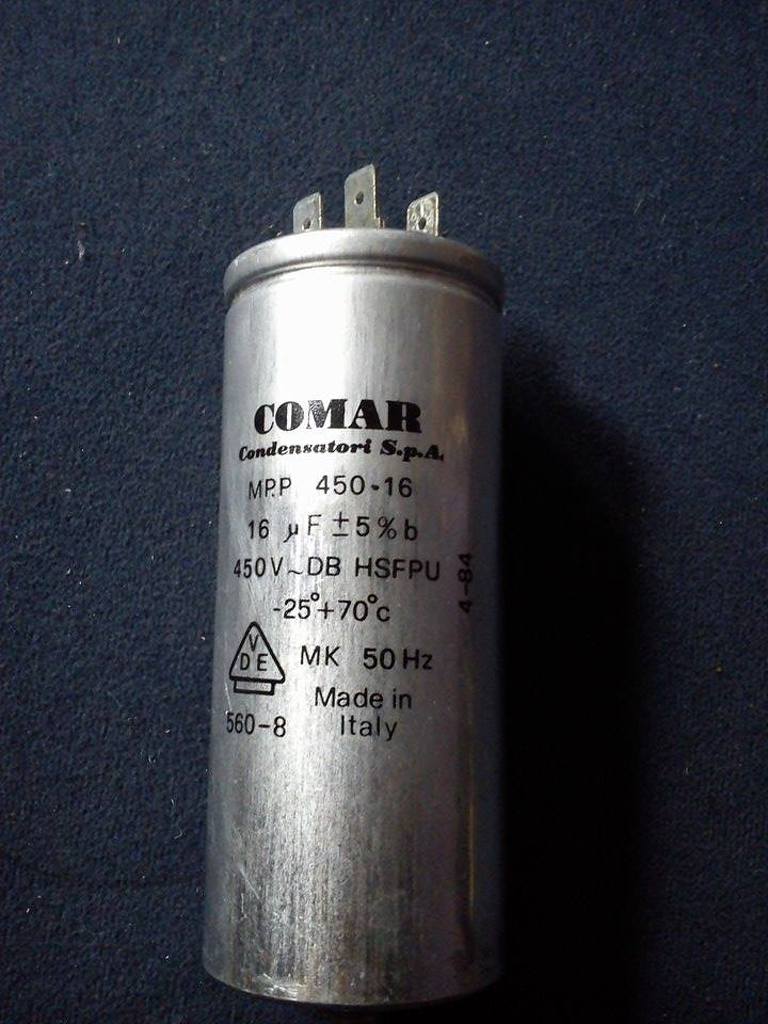 COMAR
Condensatori S.p.A.
MP.P 450-16
16 µF ±5%b
450V~DB HSFPU
4-84
-25°+70°c
VDE
MK 50Hz
Made in
Italy
560-8